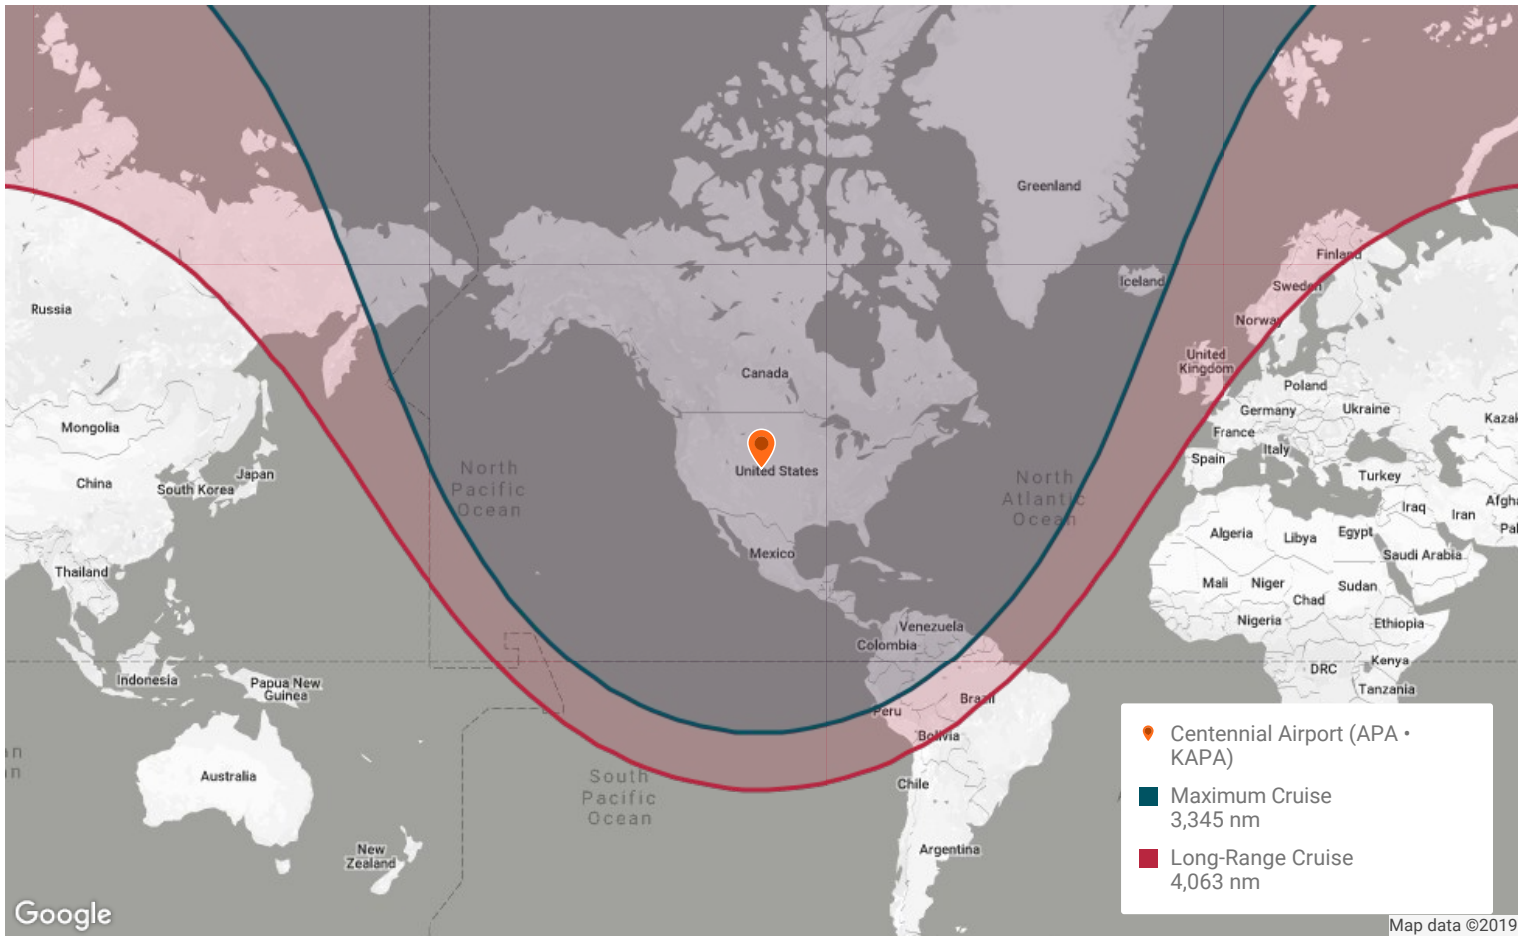 Greenland
Finland
Iceland
Sweden
Russia
Norway
United
Kingdom
Canada
Poland
Germany
Ukraine
Mongolia
France
Italy
North
Pacific
Ocean
United States
Spain
Turkey
China
South Korea
Japan
North
Atlantic
Ocean
Iraq
Iran
Algeria
Libya
Egypt
Mexico
Saudi Arabia
Thailand
Mali
Niger
Sudan
Chad
Venezuela
Nigeria
Ethiopia
Colombia
Kenya
DRC
Indonesia
Papua New
Guinea
Tanzania
Brazil
Peru
Bolivia
Centennial Airport (APA •
KAPA)
Maximum Cruise
3,345 nm
Long-Range Cruise
4,063 nm
Australia
Chile
South
Pacific
Ocean
New
Zealand
Argentina
Google
Map data ©2019